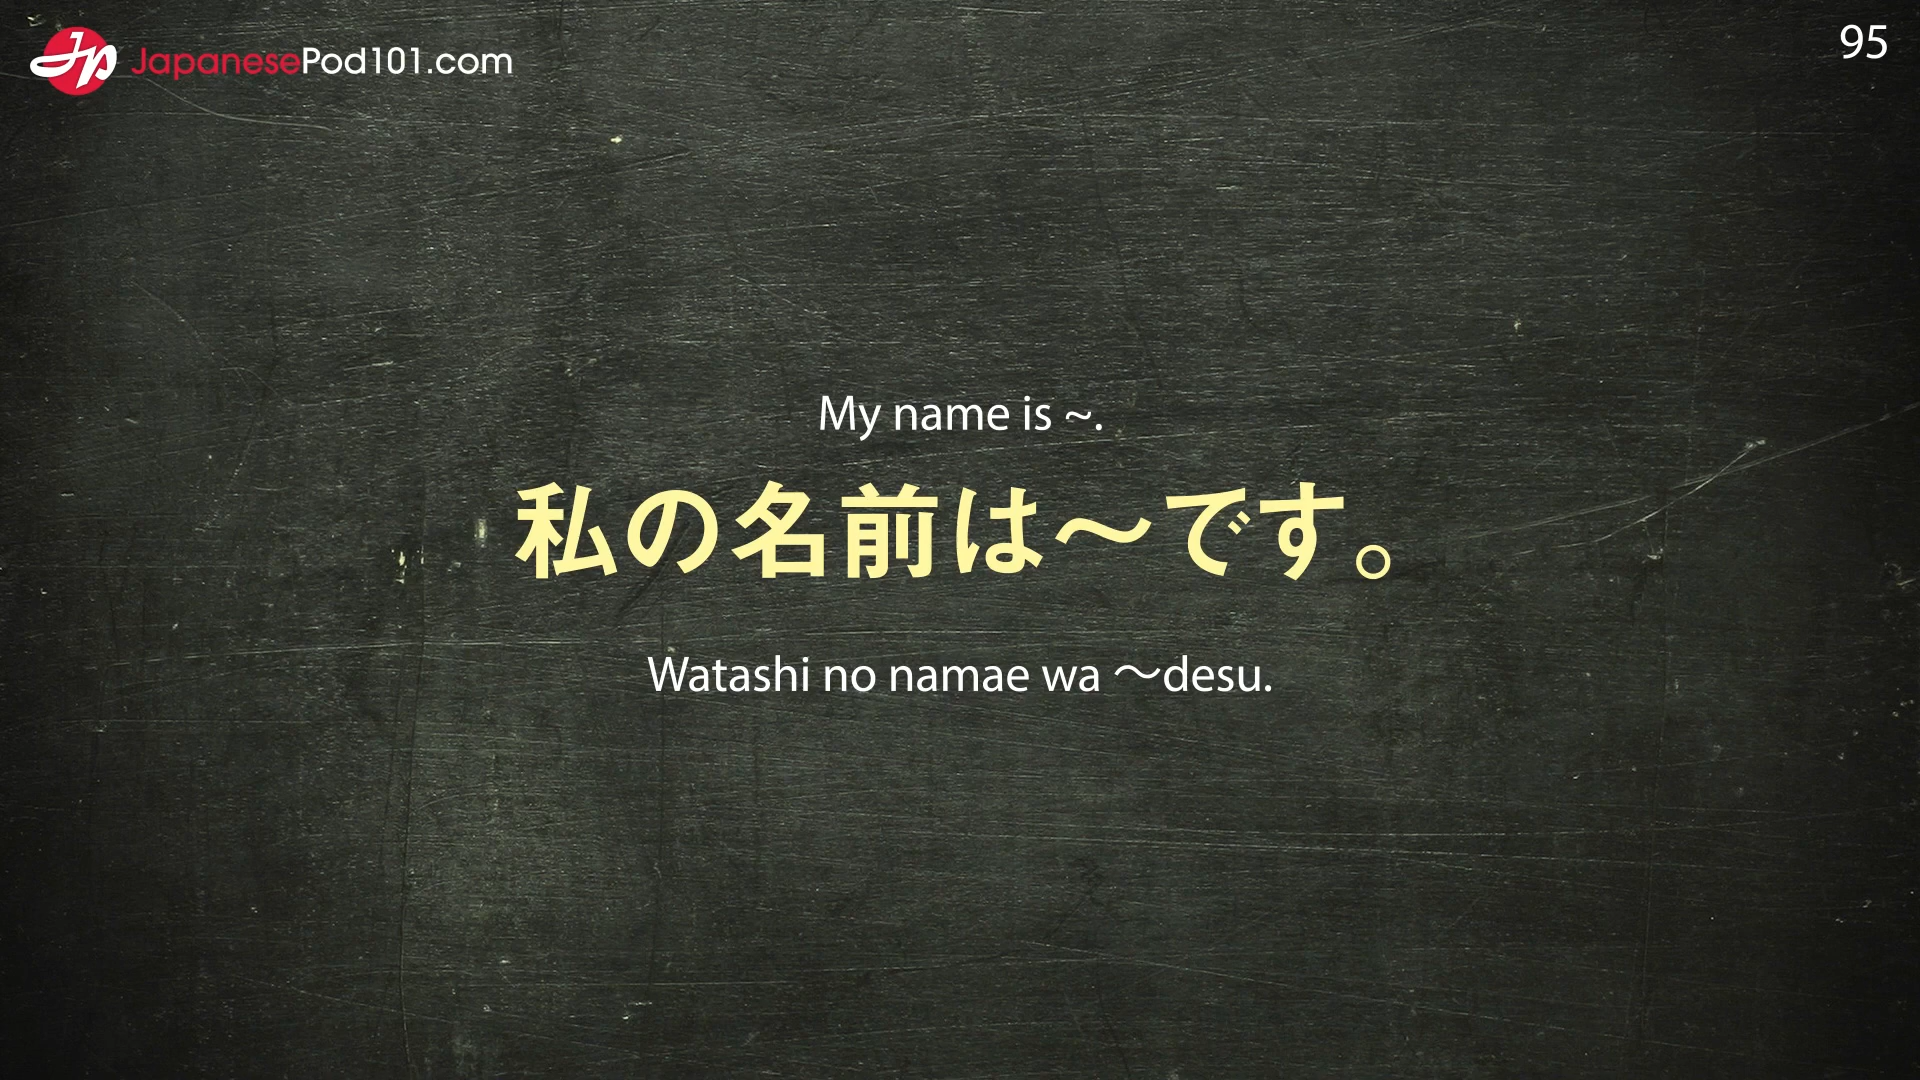 JapanesePod101.com
95
My name is ~.
私の名前は〜です。
Watashi no namae wa 〜desu.